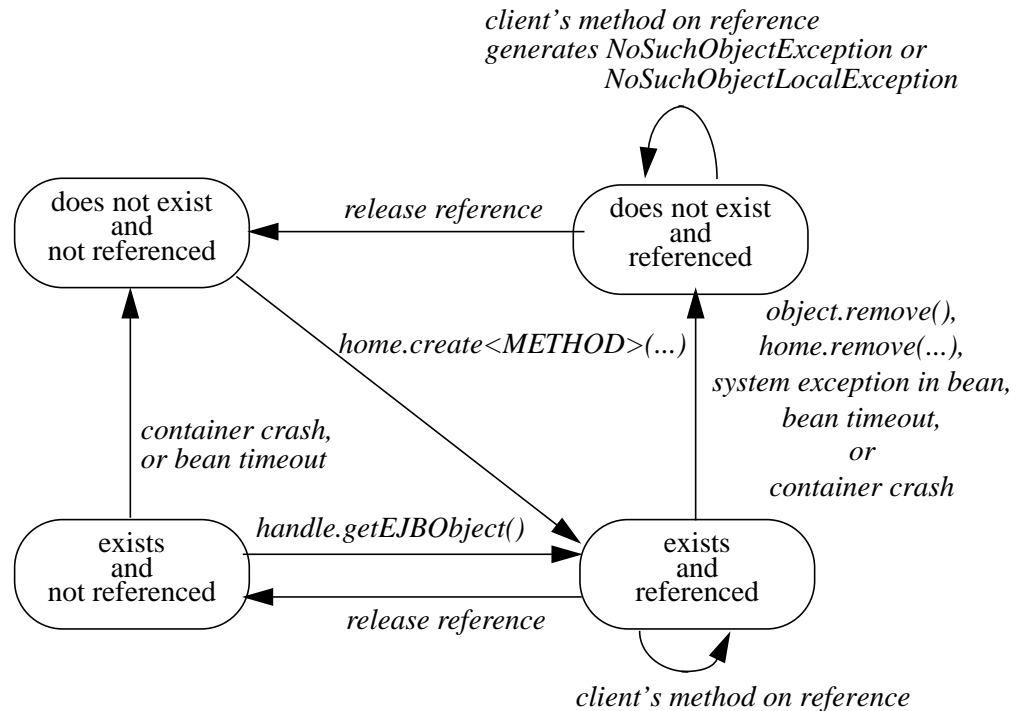 client's method on reference
generates NoSuchObjectException or
NoSuchObjectLocalException
does not exist
and
not referenced
release reference
does not exist
and
referenced
home.create<METHOD>(...)
object.remove(),
home.remove(...),
system exception in bean,
bean timeout,
or
container crash
container crash,
or bean timeout
exists
and
not referenced
handle.getEJBObject()
release reference
exists
and
referenced
client's method on reference